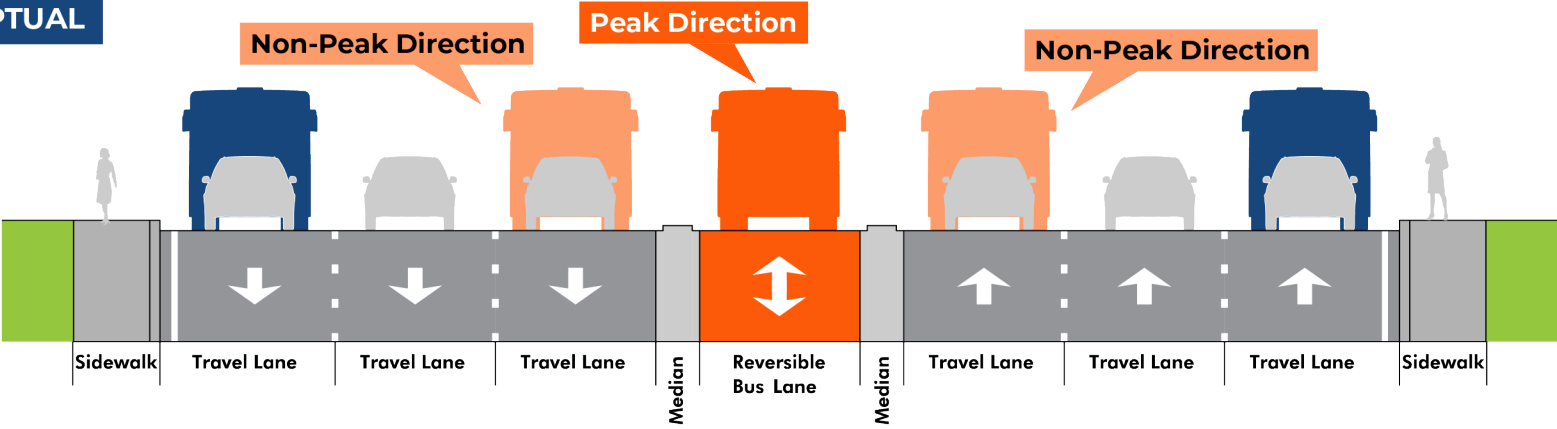 PTUAL
Non-Peak Direction
Peak Direction
Non-Peak Direction
Sidewalk
Travel Lane
Travel Lane
Travel Lane
Median
Reversible
Bus Lane
Median
Travel Lane
Travel Lane
Travel Lane
Sidewalk